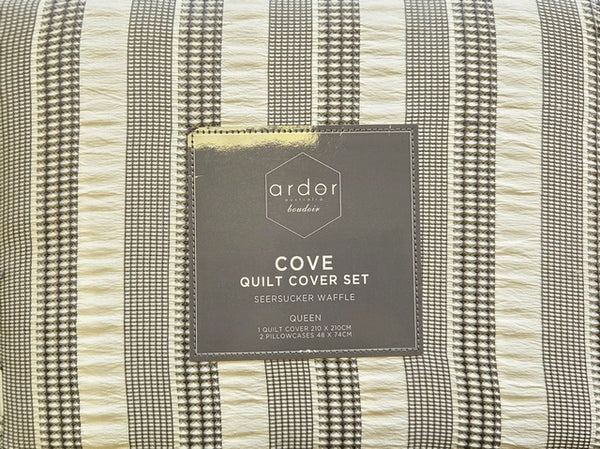 ardor
australia
boudoir
COVE
QUILT COVER SET
SEERSUCKER WAFFLE
QUEEN
1 QUILT COVER 210 X 210CM
2 PILLOWCASES 48 X 74CM